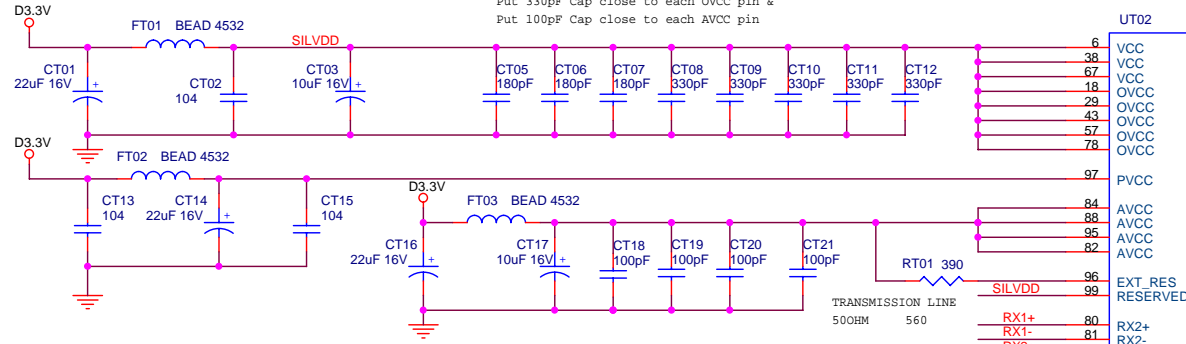 Put 330pF Cap close to each OVCC pin &
Put 100pF Cap close to each AVCC pin
D3.3V
FT01 BEAD 4532
UT02
SILVDD
6 VCC
38 VCC
67 VCC
18 OVCC
29 OVCC
43 OVCC
57 OVCC
78 OVCC
CT01
22uF 16V
+
CT02
104
CT03
10uF 16V
+
CT05
180pF
CT06
180pF
CT07
180pF
CT08
330pF
CT09
330pF
CT10
330pF
CT11
330pF
CT12
330pF
D3.3V
FT02 BEAD 4532
97 PVCC
CT13
104
CT14
22uF 16V
+
CT15
104
D3.3V
FT03 BEAD 4532
84 AVCC
88 AVCC
95 AVCC
82 AVCC
CT16
22uF 16V
+
CT17
10uF 16V
+
CT18
100pF
CT19
100pF
CT20
100pF
CT21
100pF
RT01 390
96 EXT_RES
SILVDD 99 RESERVED
TRANSMISSION LINE
50OHM 560
RX1+ 80 RX2+
RX1- 81 RX2-